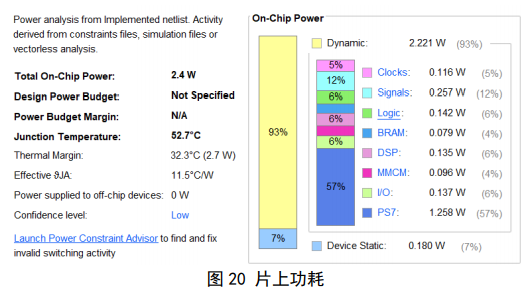 Power analysis from Implemented netlist. Activity
derived from constraints files, simulation files or
vectorless analysis.
Total On-Chip Power: 2.4 W
Design Power Budget: Not Specified
Power Budget Margin: N/A
Junction Temperature: 52.7°C
Thermal Margin: 32.3°C (2.7 W)
Effective ϑJA: 11.5°C/W
Power supplied to off-chip devices: 0 W
Confidence level: Low
Launch Power Constraint Advisor to find and fix
invalid switching activity
On-Chip Power
93%
7%
5%
12%
6%
6%
6%
57%
Dynamic: 2.221 W (93%)
Clocks: 0.116 W (5%)
Signals: 0.257 W (12%)
Logic: 0.142 W (6%)
BRAM: 0.079 W (4%)
DSP: 0.135 W (6%)
MMCM: 0.096 W (4%)
I/O: 0.137 W (6%)
PS7: 1.258 W (57%)
Device Static: 0.180 W (7%)
图 20 片上功耗